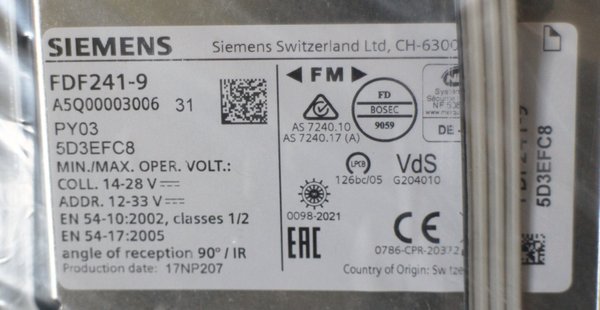 SIEMENS
Siemens Switzerland Ltd, CH-6300
FDF241-9
A5Q00003006 31
PY03
5D3EFC8
MIN./MAX. OPER. VOLT.:
COLL. 14-28 V
ADDR. 12-33 V
EN 54-10:2002, classes 1/2
EN 54-17:2005
angle of reception 90° / IR
Production date: 17NP207
FM
AS 7240.10
AS 7240.17 (A)
FD
BOSEC
9059
DE -
LPCB
126bc/05
VdS
G204010
0098-2021
EAC
CE
0786-CPR-20372
Country of Origin: Switze
5D3EFC8